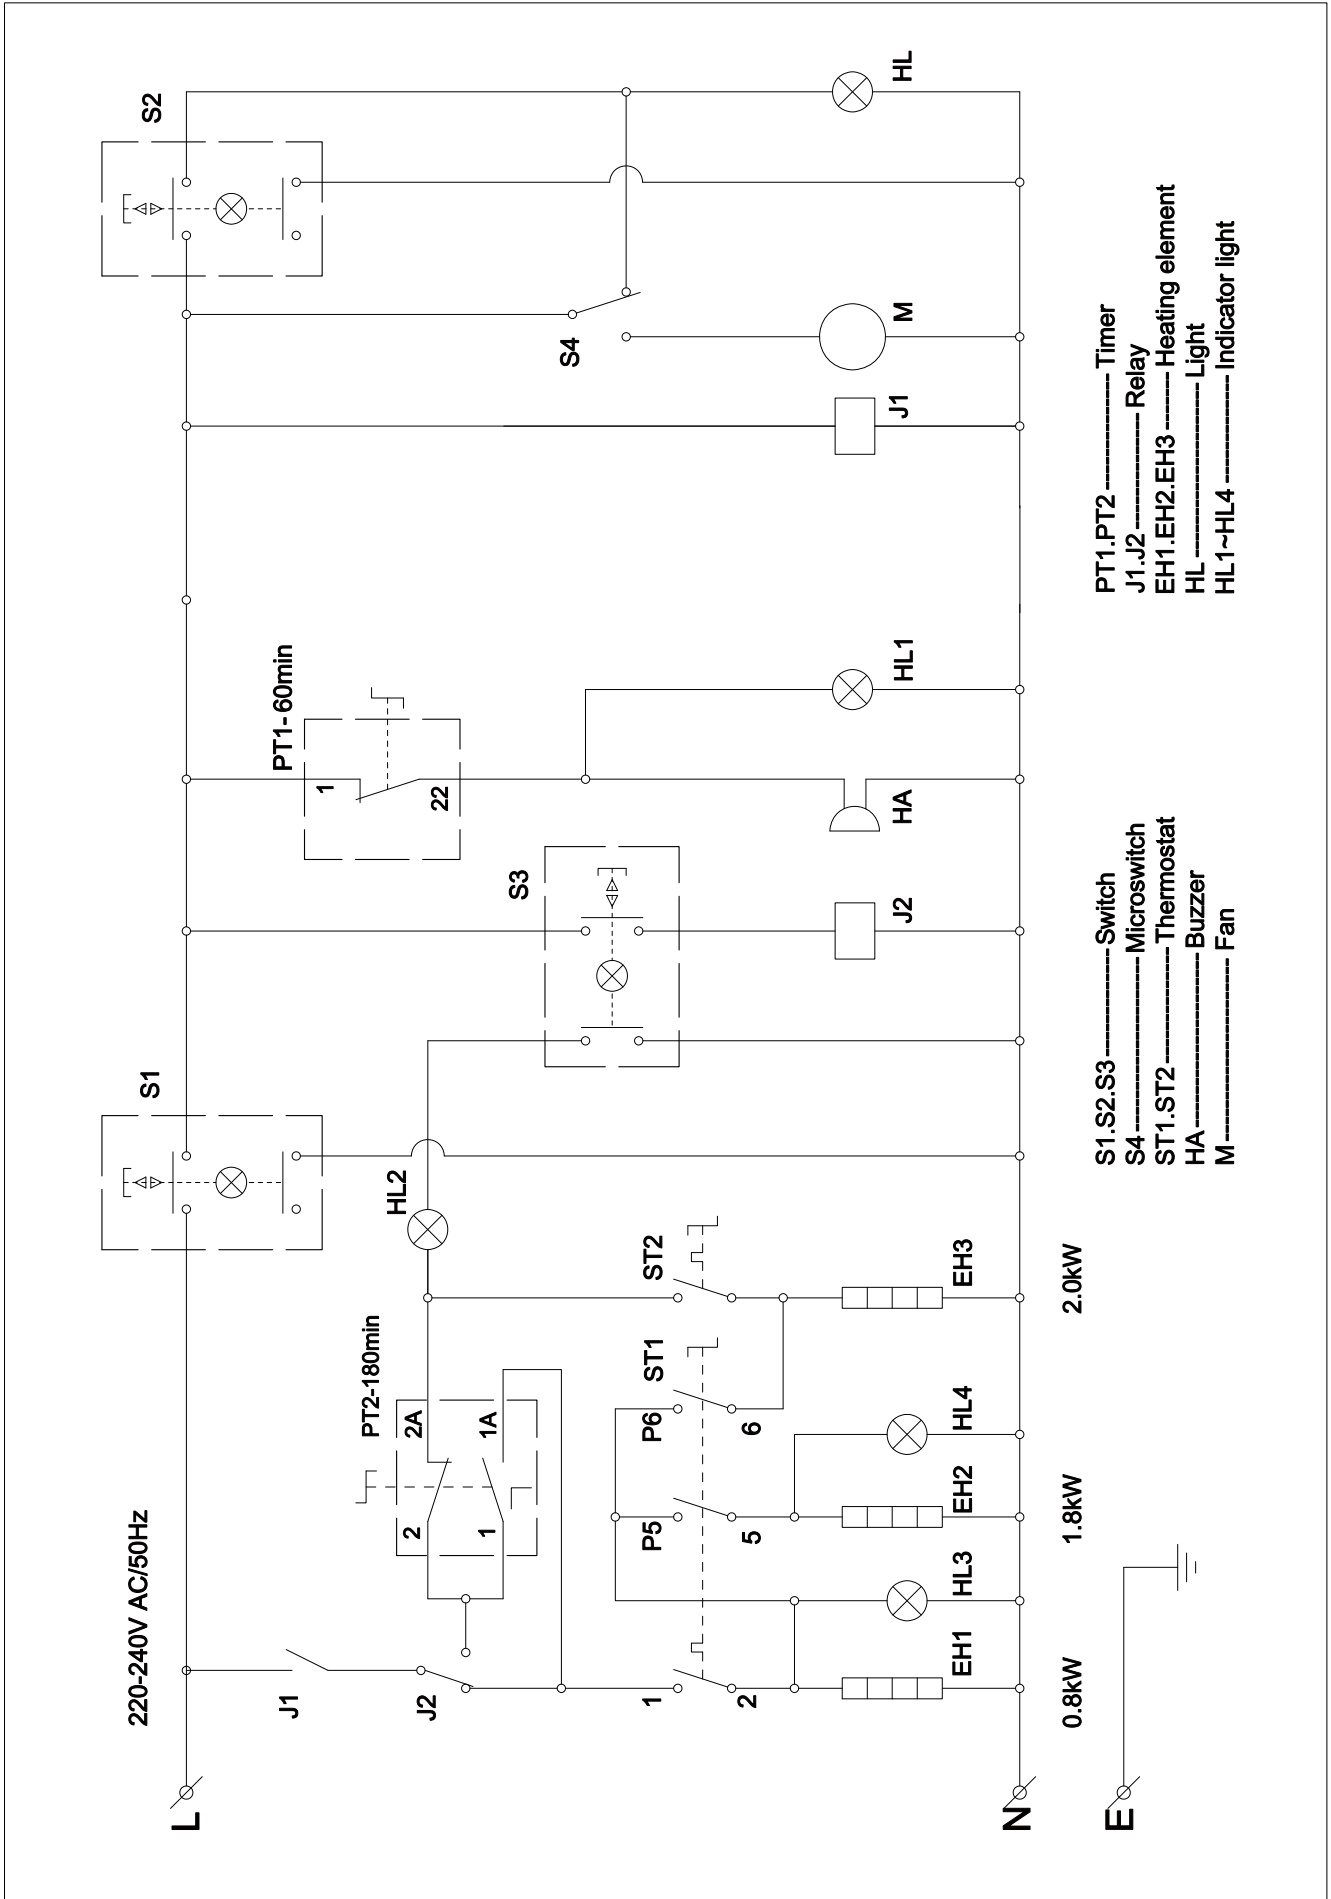 220-240V AC/50Hz
L
N
E
S1
S2
J1
J2
PT2-180min
2
2A
1
1A
HL2
S3
PT1-60min
1
22
S4
ST1
ST2
1
2
P5
5
P6
6
EH1
HL3
EH2
HL4
EH3
J2
HA
HL1
J1
M
HL
0.8kW
1.8kW
2.0kW
S1.S2.S3-----------Switch
S4-----------------Microswitch
ST1.ST2-----------Thermostat
HA-----------------Buzzer
M------------------Fan
PT1.PT2-----------Timer
J1.J2--------------Relay
EH1.EH2.EH3------Heating element
HL-----------------Light
HL1~HL4----------Indicator light